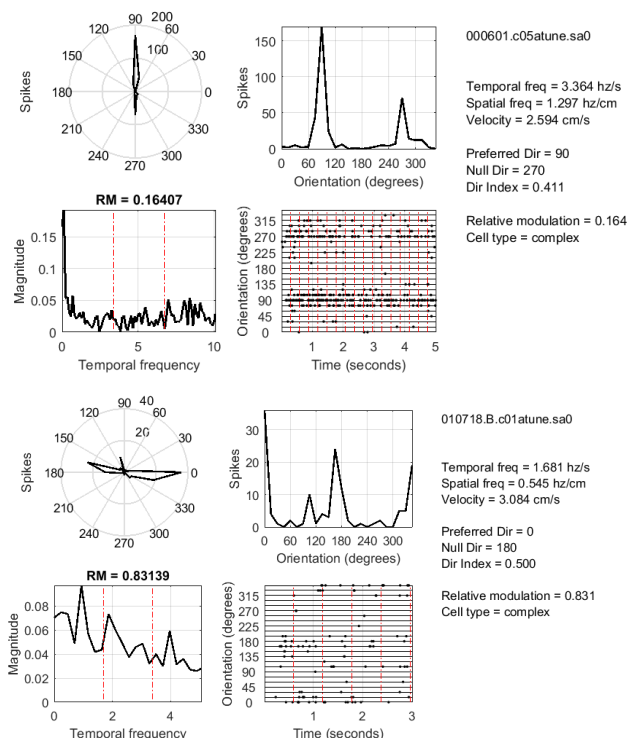 90 200
120 60
150 100 30
180 0
210 330
240 300
270
Spikes
150
100
50
0
0 60 120 180 240 300
Orientation (degrees)
Spikes
000601.c05atune.sa0
Temporal freq = 3.364 hz/s
Spatial freq = 1.297 hz/cm
Velocity = 2.594 cm/s
Preferred Dir = 90
Null Dir = 270
Dir Index = 0.411
Relative modulation = 0.164
Cell type = complex
RM = 0.16407
0.15
0.1
0.05
0
0 5 10
Temporal frequency
Magnitude
315
270
225
180
135
90
45
0
1 2 3 4 5
Time (seconds)
Orientation (degrees)
90 40
120 60
150 20 30
180 0
210 330
240 300
270
Spikes
30
20
10
0
0 60 120 180 240 300
Orientation (degrees)
Spikes
010718.B.c01atune.sa0
Temporal freq = 1.681 hz/s
Spatial freq = 0.545 hz/cm
Velocity = 3.084 cm/s
Preferred Dir = 0
Null Dir = 180
Dir Index = 0.500
Relative modulation = 0.831
Cell type = complex
RM = 0.83139
0.08
0.06
0.04
0.02
0
0 2 4
Temporal frequency
Magnitude
315
270
225
180
135
90
45
0
1 2 3
Time (seconds)
Orientation (degrees)